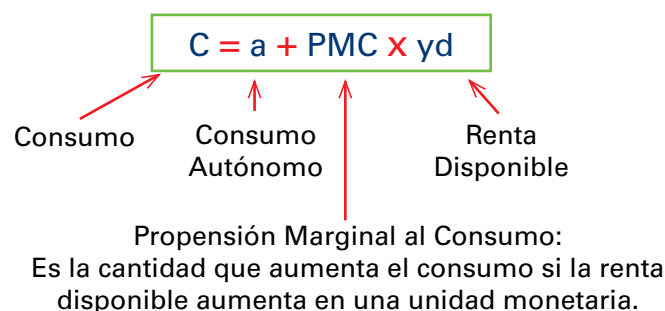 C = a + PMC x yd
Consumo
Consumo
Autónomo
Renta
Disponible
Propensión Marginal al Consumo:
Es la cantidad que aumenta el consumo si la renta
disponible aumenta en una unidad monetaria.